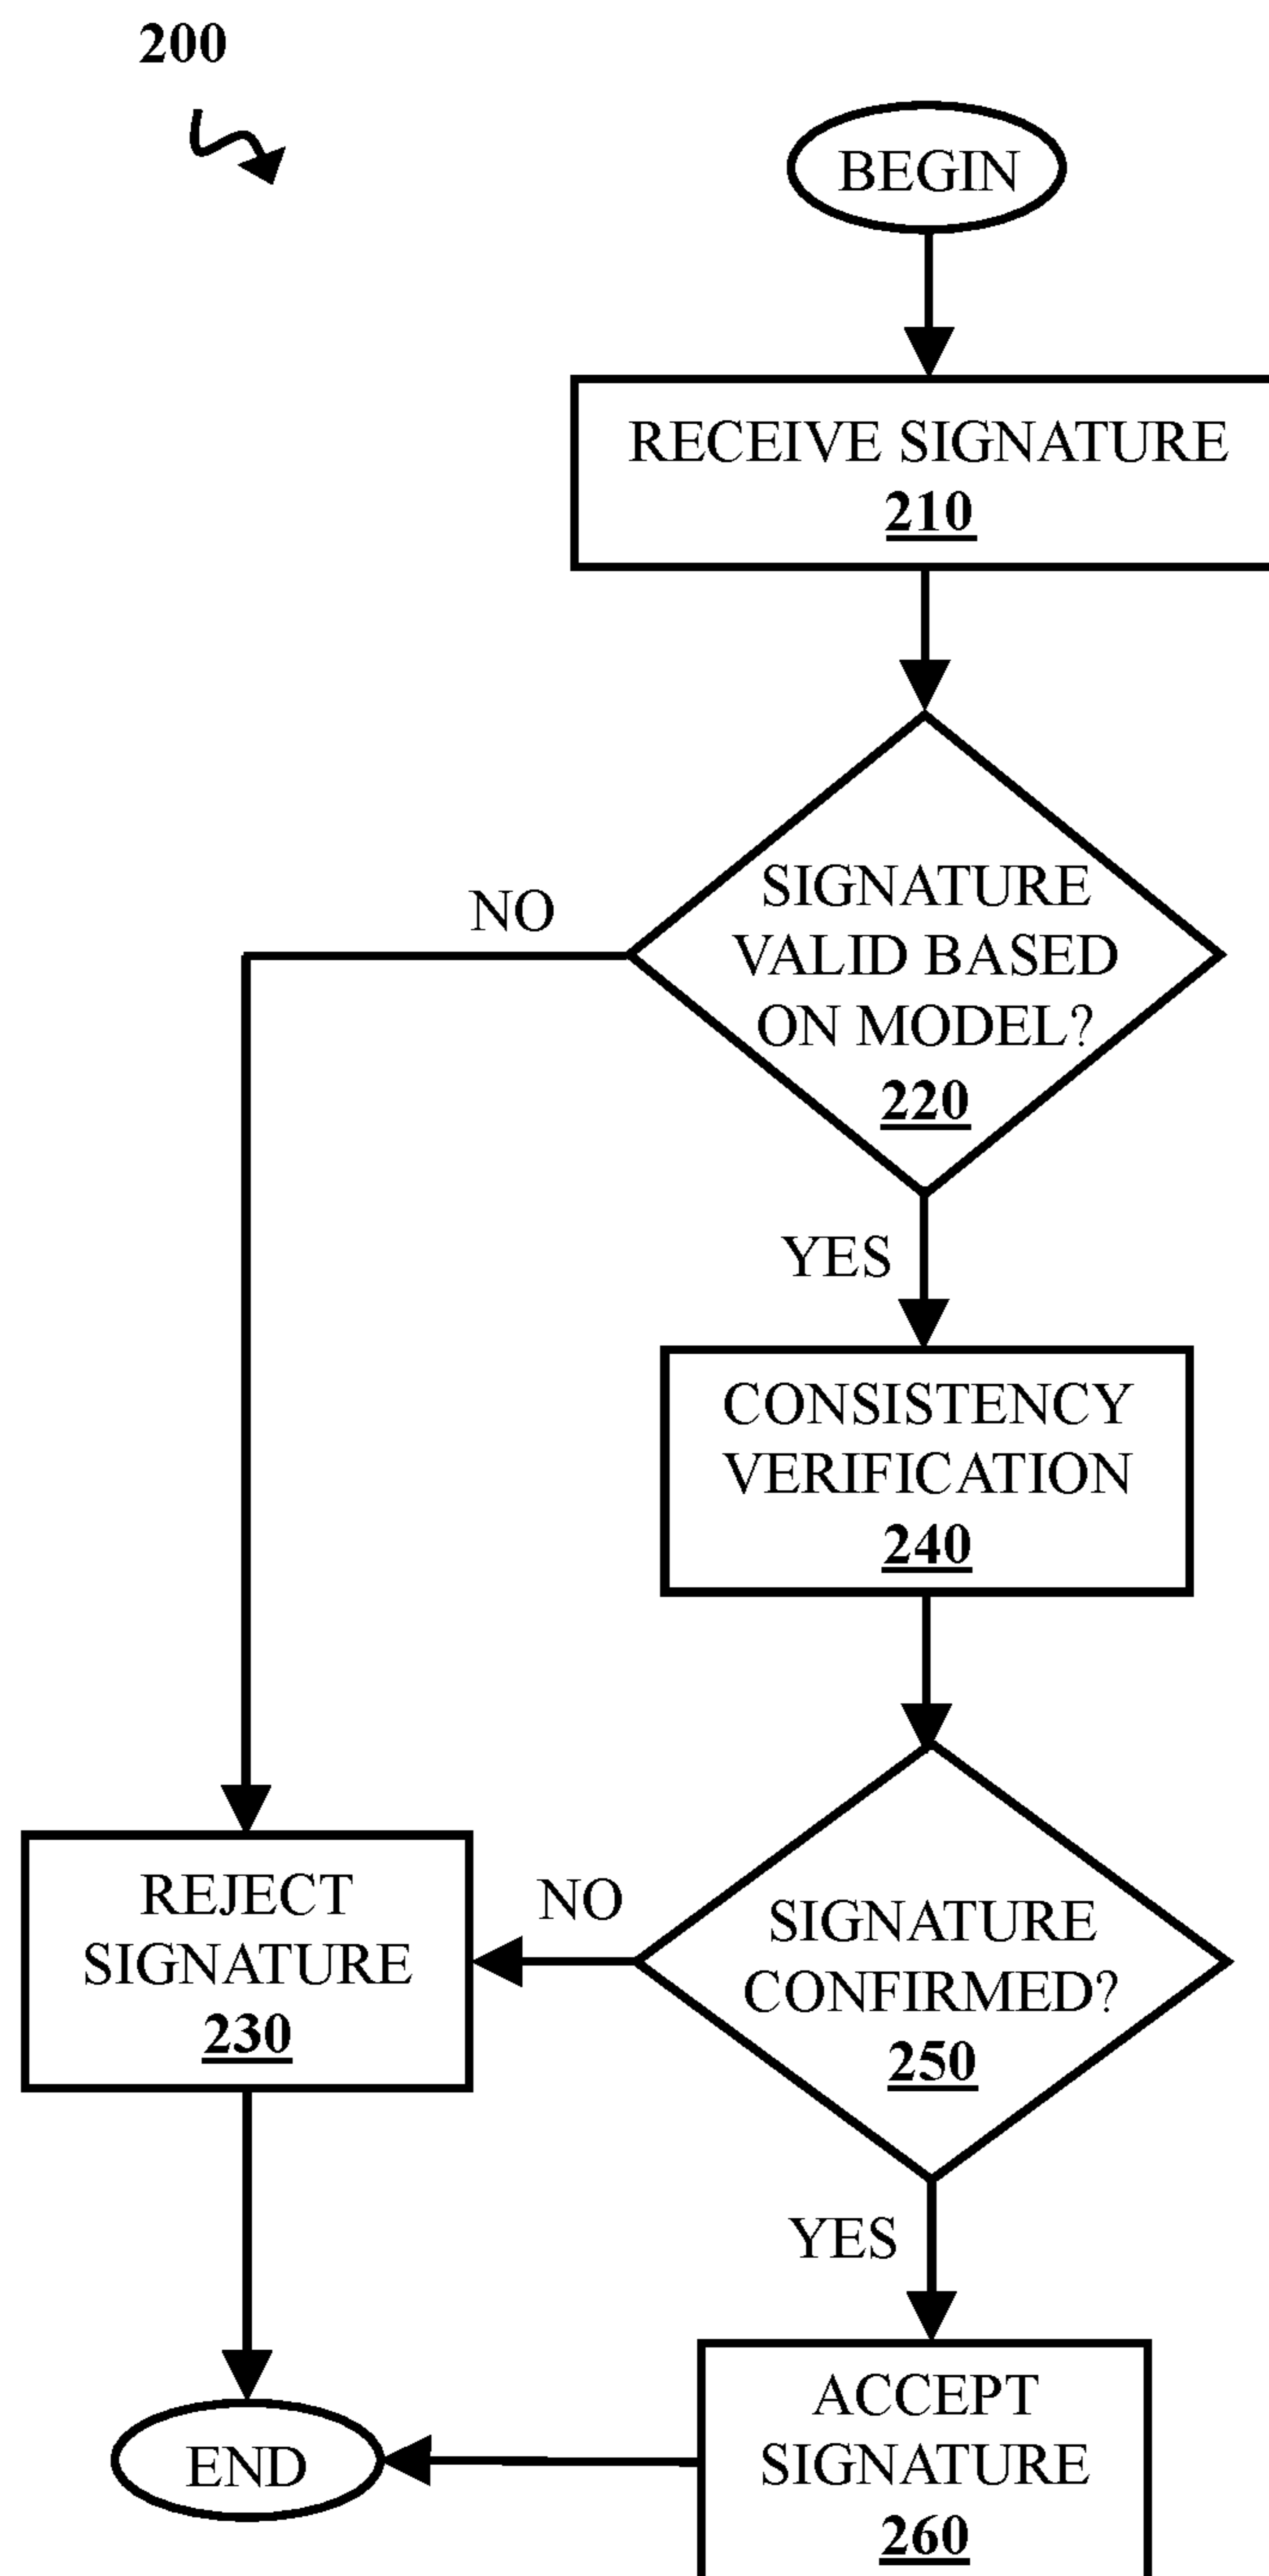 200
BEGIN
RECEIVE SIGNATURE
210
SIGNATURE
VALID BASED
ON MODEL?
220
NO
YES
CONSISTENCY
VERIFICATION
240
REJECT
SIGNATURE
230
NO
SIGNATURE
CONFIRMED?
250
YES
ACCEPT
SIGNATURE
260
END